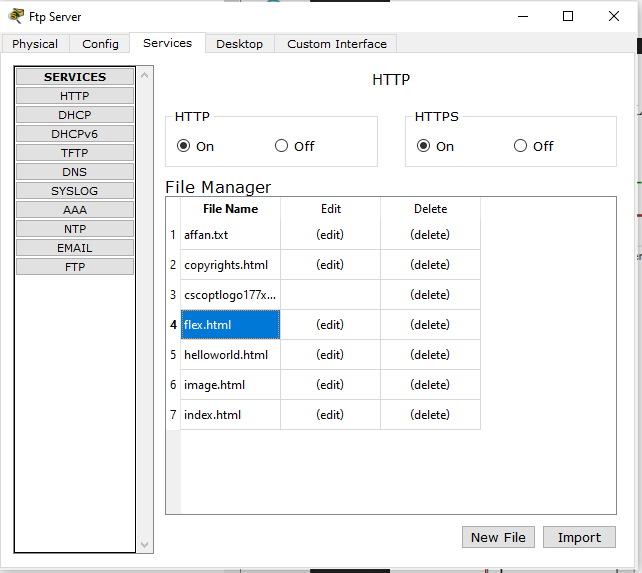 Ftp Server
Physical Config Services Desktop Custom Interface
SERVICES
HTTP
DHCP
DHCPv6
TFTP
DNS
SYSLOG
AAA
NTP
EMAIL
FTP
HTTP
HTTP
On Off
HTTPS
On Off
File Manager
File Name Edit Delete
1 affan.txt (edit) (delete)
2 copyrights.html (edit) (delete)
3 cscoptlogo177x... (delete)
4 flex.html (edit) (delete)
5 helloworld.html (edit) (delete)
6 image.html (edit) (delete)
7 index.html (edit) (delete)
New File Import